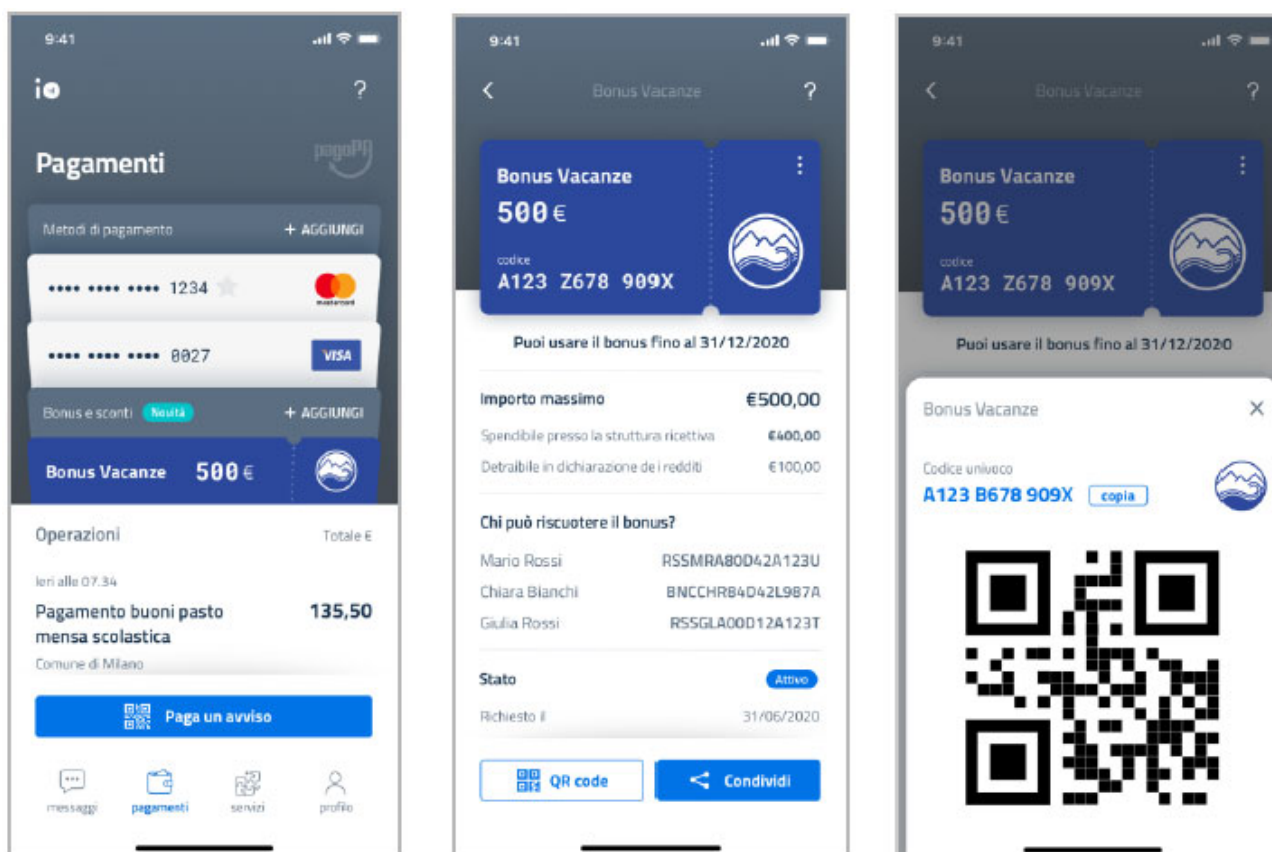 9:41
io
?
Pagamenti
pagoPA
Metodi di pagamento + AGGIUNGI
•••• •••• •••• 1234
mastercard
•••• •••• •••• 0027 VISA
Bonus e sconti Novità + AGGIUNGI
Bonus Vacanze 500 €
Operazioni Totale €
Ieri alle 07.34
Pagamento buoni pasto 135,50
mensa scolastica
Comune di Milano
Paga un avviso
messaggi pagamenti servizi profilo
9:41
Bonus Vacanze ?
Bonus Vacanze
500 €
codice
A123 Z678 909X
Puoi usare il bonus fino al 31/12/2020
Importo massimo €500,00
Spendibile presso la struttura ricettiva €400,00
Detraibile in dichiarazione dei redditi €100,00
Chi può riscuotere il bonus?
Mario Rossi RSSMRA80D42A123U
Chiara Bianchi BNCCHR84D42L987A
Giulia Rossi RSSGLA00D12A123T
Stato Attivo
Richiesto il 31/06/2020
QR code Condividi
9:41
Bonus Vacanze ?
Bonus Vacanze
500 €
codice
A123 Z678 909X
Puoi usare il bonus fino al 31/12/2020
Bonus Vacanze
Codice univoco
A123 B678 909X copia